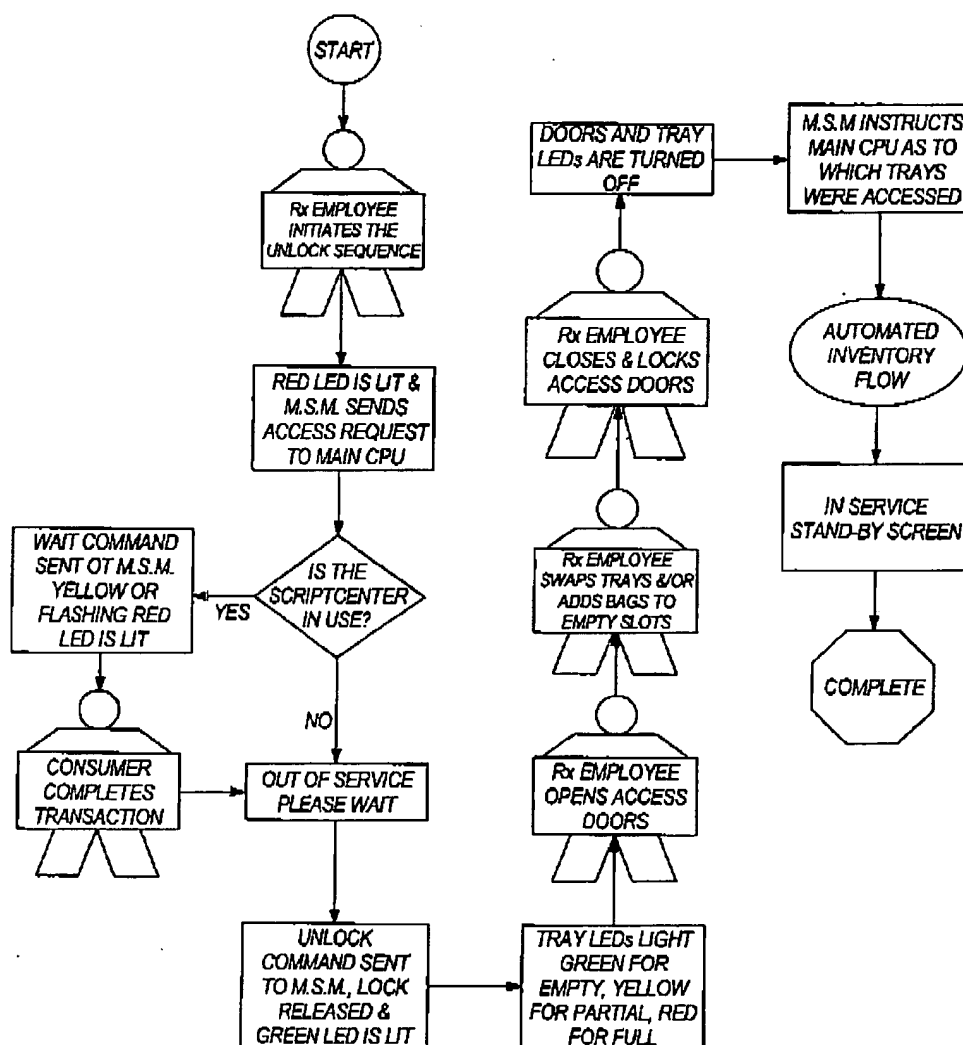 START
Rx EMPLOYEE
INITIATES THE
UNLOCK SEQUENCE
RED LED IS LIT &
M.S.M. SENDS
ACCESS REQUEST
TO MAIN CPU
IS THE
SCRIPTCENTER
IN USE?
YES
WAIT COMMAND
SENT OT M.S.M.
YELLOW OR
FLASHING RED
LED IS LIT
CONSUMER
COMPLETES
TRANSACTION
NO
OUT OF SERVICE
PLEASE WAIT
UNLOCK
COMMAND SENT
TO M.S.M., LOCK
RELEASED &
GREEN LED IS LIT
TRAY LEDs LIGHT
GREEN FOR
EMPTY, YELLOW
FOR PARTIAL, RED
FOR FULL
Rx EMPLOYEE
OPENS ACCESS
DOORS
Rx EMPLOYEE
SWAPS TRAYS &/OR
ADDS BAGS TO
EMPTY SLOTS
Rx EMPLOYEE
CLOSES & LOCKS
ACCESS DOORS
DOORS AND TRAY
LEDs ARE TURNED
OFF
M.S.M INSTRUCTS
MAIN CPU AS TO
WHICH TRAYS
WERE ACCESSED
AUTOMATED
INVENTORY
FLOW
IN SERVICE
STAND-BY SCREEN
COMPLETE